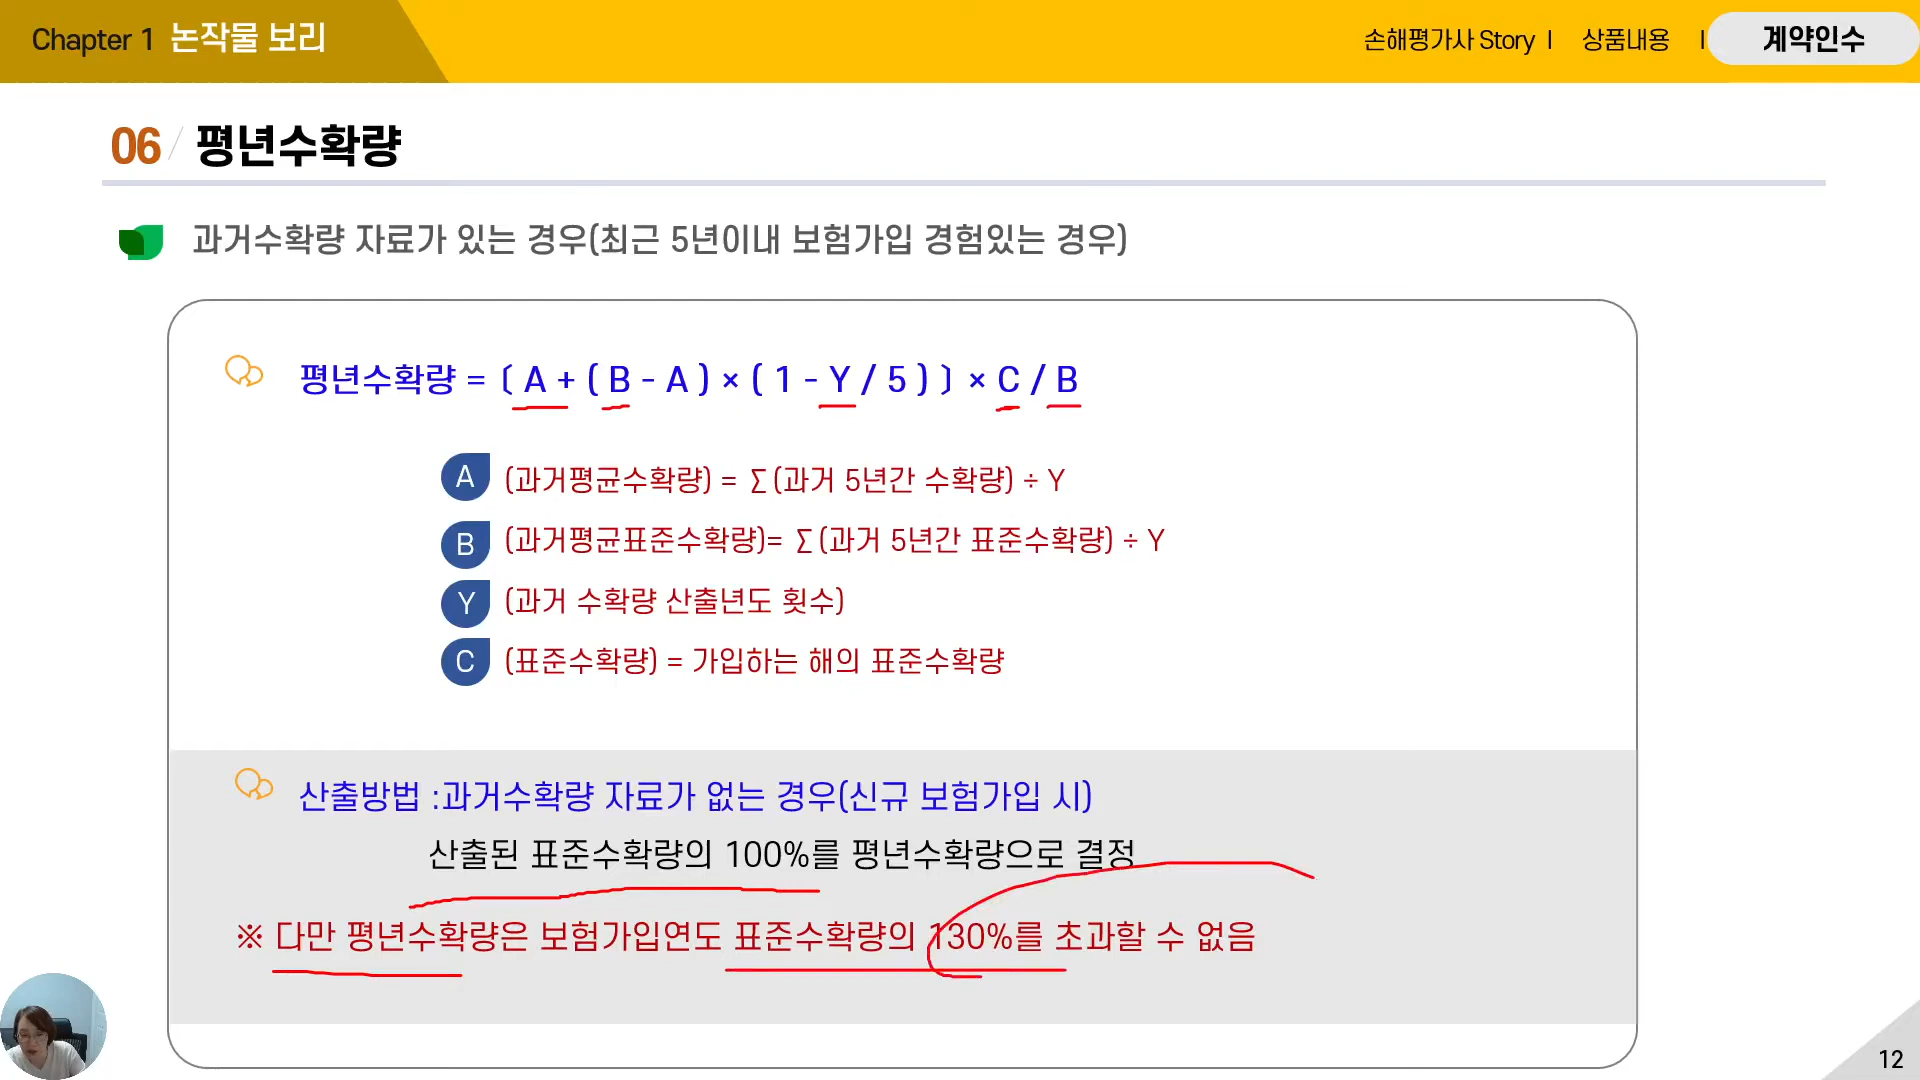 Chapter 1 논작물 보리
손해평가사 Story ㅣ 상품내용 ㅣ 계약인수
06 / 평년수확량
과거수확량 자료가 있는 경우(최근 5년이내 보험가입 경험있는 경우)
평년수확량 = 〔 A + ( B - A ) × ( 1 - Y / 5 ) 〕 × C / B
A (과거평균수확량) = ∑(과거 5년간 수확량) ÷ Y
B (과거평균표준수확량)= ∑(과거 5년간 표준수확량) ÷ Y
Y (과거 수확량 산출년도 횟수)
C (표준수확량) = 가입하는 해의 표준수확량
산출방법 :과거수확량 자료가 없는 경우(신규 보험가입 시)
산출된 표준수확량의 100%를 평년수확량으로 결정
※ 다만 평년수확량은 보험가입연도 표준수확량의 130%를 초과할 수 없음
12